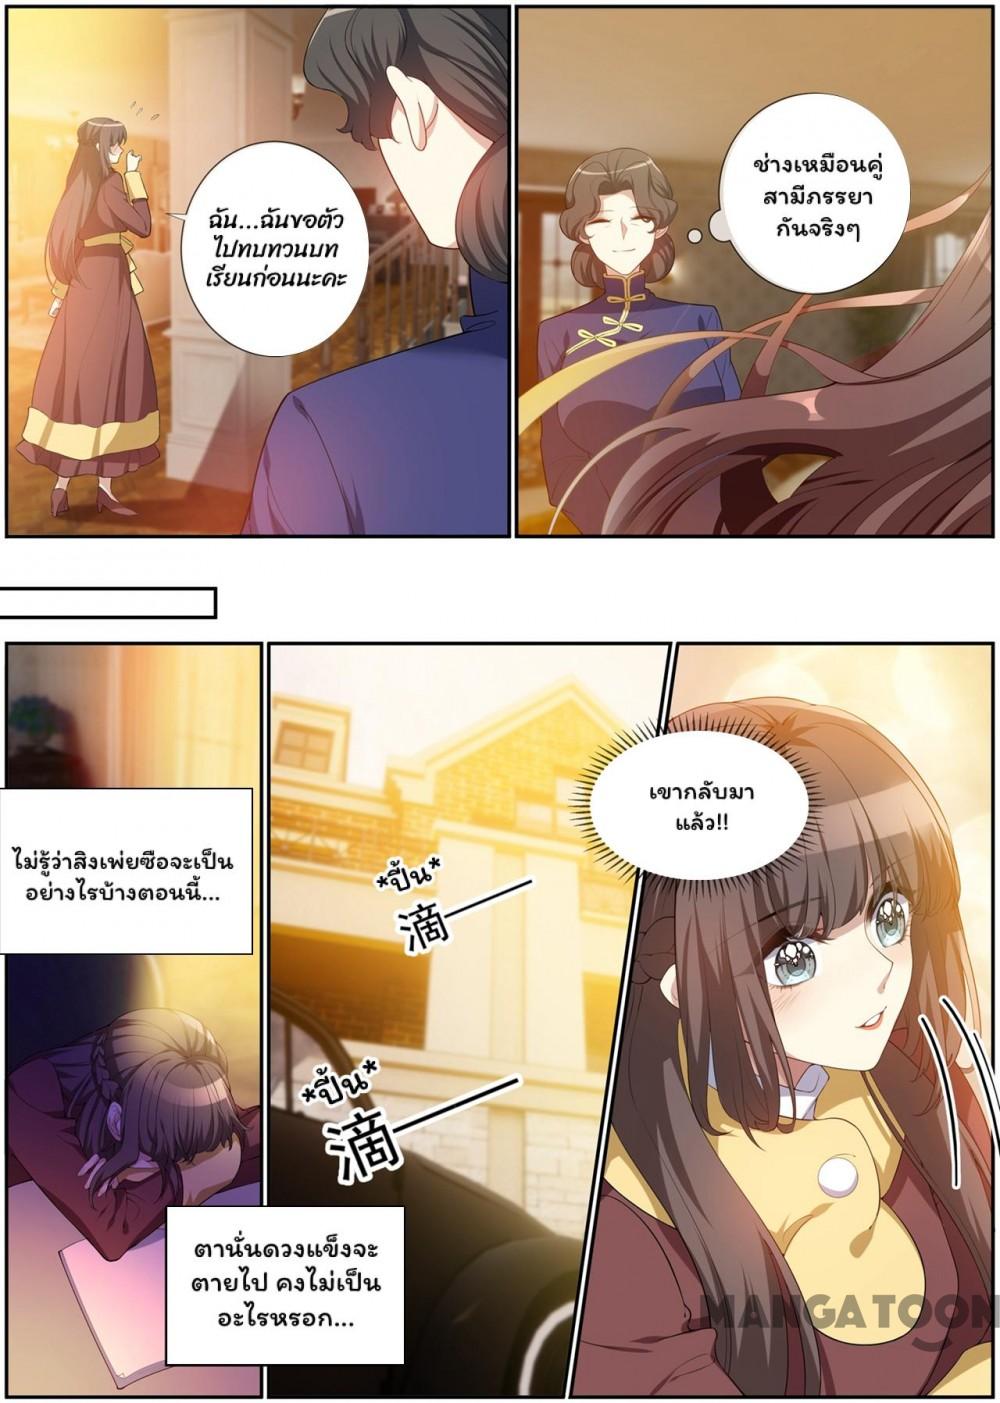 ฉัน...ฉันขอตัว
ไปทบทวนบท
เรียนก่อนนะคะ
ช่างเหมือนคู่
สามีภรรยา
กันจริงๆ
ไม่รู้ว่าสิงเพ่ยซือจะเป็น
อย่างไรบ้างตอนนี้...
*ปี้น*
滴——
*ปี้น*
滴——
ตานั่นดวงแข็งจะ
ตายไป คงไม่เป็น
อะไรหรอก...
เขากลับมา
แล้ว!!
MANGATOON